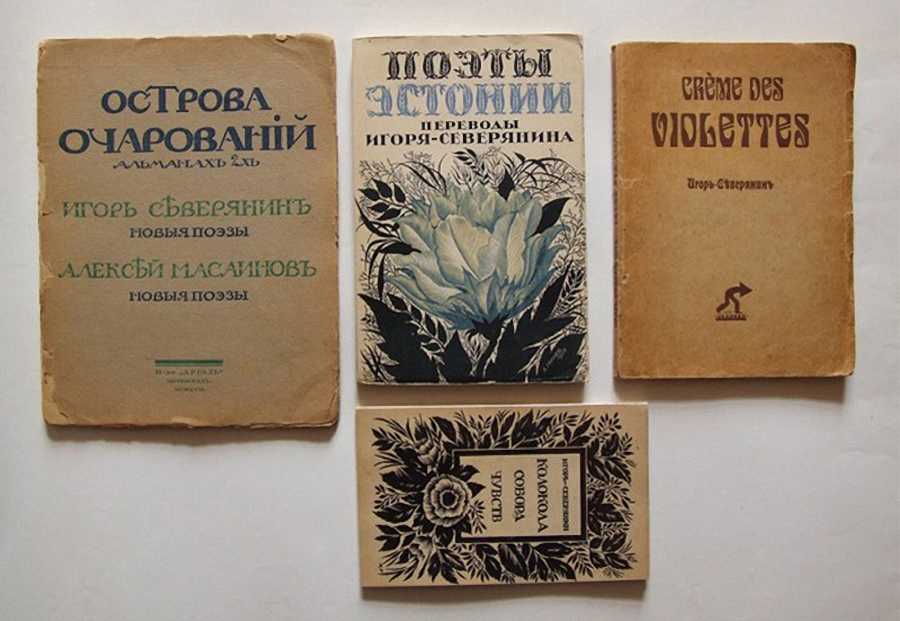 ОСТРОВА
ОЧАРОВАНІЙ
АЛЬМАНАХЪ 2ХЪ
ИГОРЬ СѢВЕРЯНИНЪ
НОВЫЯ ПОЭЗЫ
АЛЕКСѢЙ МАСАИНОВЪ
НОВЫЯ ПОЭЗЫ
ПОЭТЫ
ЭСТОНИИ
ПЕРЕВОДЫ
ИГОРЯ-СЕВЕРЯНИНА
CRÈME DES
VIOLETTES
Игорь-Сѣверянинъ
ИГОРЬ-СЕВЕРЯНИН
КОЛОКОЛА
СОБОРА
ЧУВСТВ